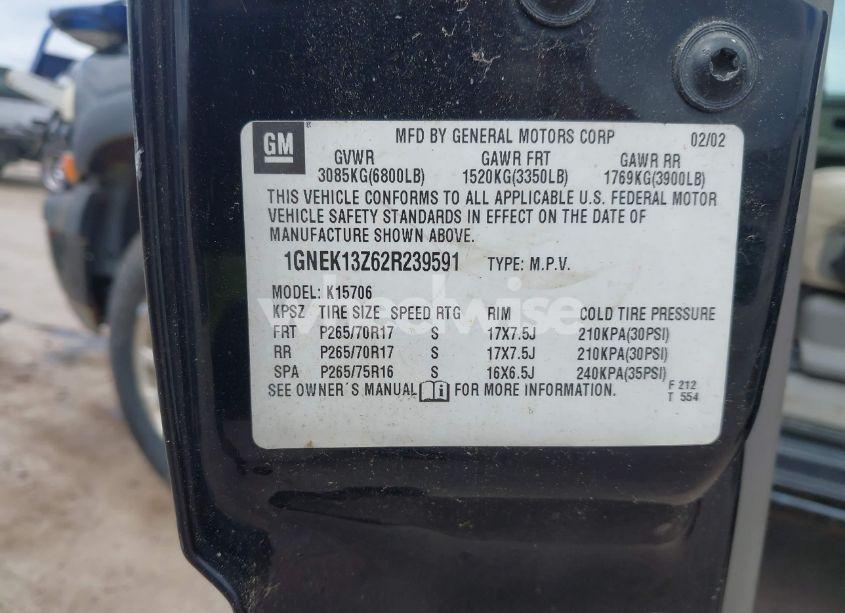 GM
MFD BY GENERAL MOTORS CORP 02/02
GVWR GAWR FRT GAWR RR
3085KG(6800LB) 1520KG(3350LB) 1769KG(3900LB)
THIS VEHICLE CONFORMS TO ALL APPLICABLE U.S. FEDERAL MOTOR
VEHICLE SAFETY STANDARDS IN EFFECT ON THE DATE OF
MANUFACTURE SHOWN ABOVE.
1GNEK13Z62R239591 TYPE: M.P.V.
MODEL: K15706
KPSZ TIRE SIZE SPEED RTG RIM COLD TIRE PRESSURE
FRT P265/70R17 S 17X7.5J 210KPA(30PSI)
RR P265/70R17 S 17X7.5J 210KPA(30PSI)
SPA P265/75R16 S 16X6.5J 240KPA(35PSI)
SEE OWNER´S MANUAL FOR MORE INFORMATION.
F 212
T 554
wheelwise